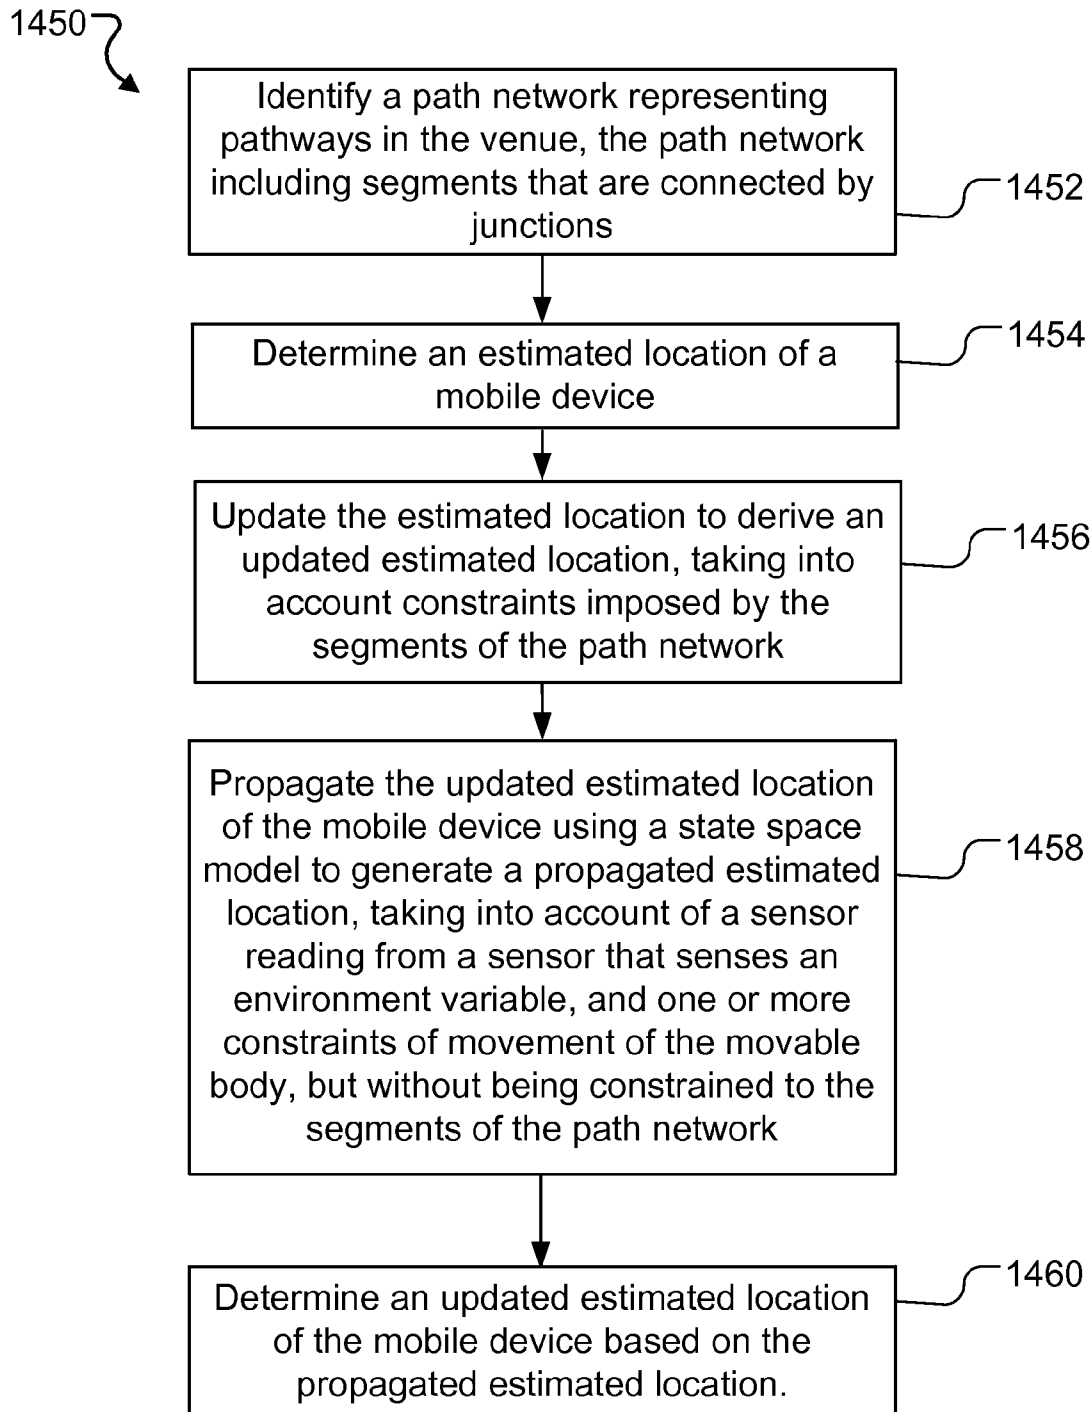 1450
Identify a path network representing
pathways in the venue, the path network
including segments that are connected by
junctions
1452
Determine an estimated location of a
mobile device
1454
Update the estimated location to derive an
updated estimated location, taking into
account constraints imposed by the
segments of the path network
1456
Propagate the updated estimated location
of the mobile device using a state space
model to generate a propagated estimated
location, taking into account of a sensor
reading from a sensor that senses an
environment variable, and one or more
constraints of movement of the movable
body, but without being constrained to the
segments of the path network
1458
Determine an updated estimated location
of the mobile device based on the
propagated estimated location.
1460